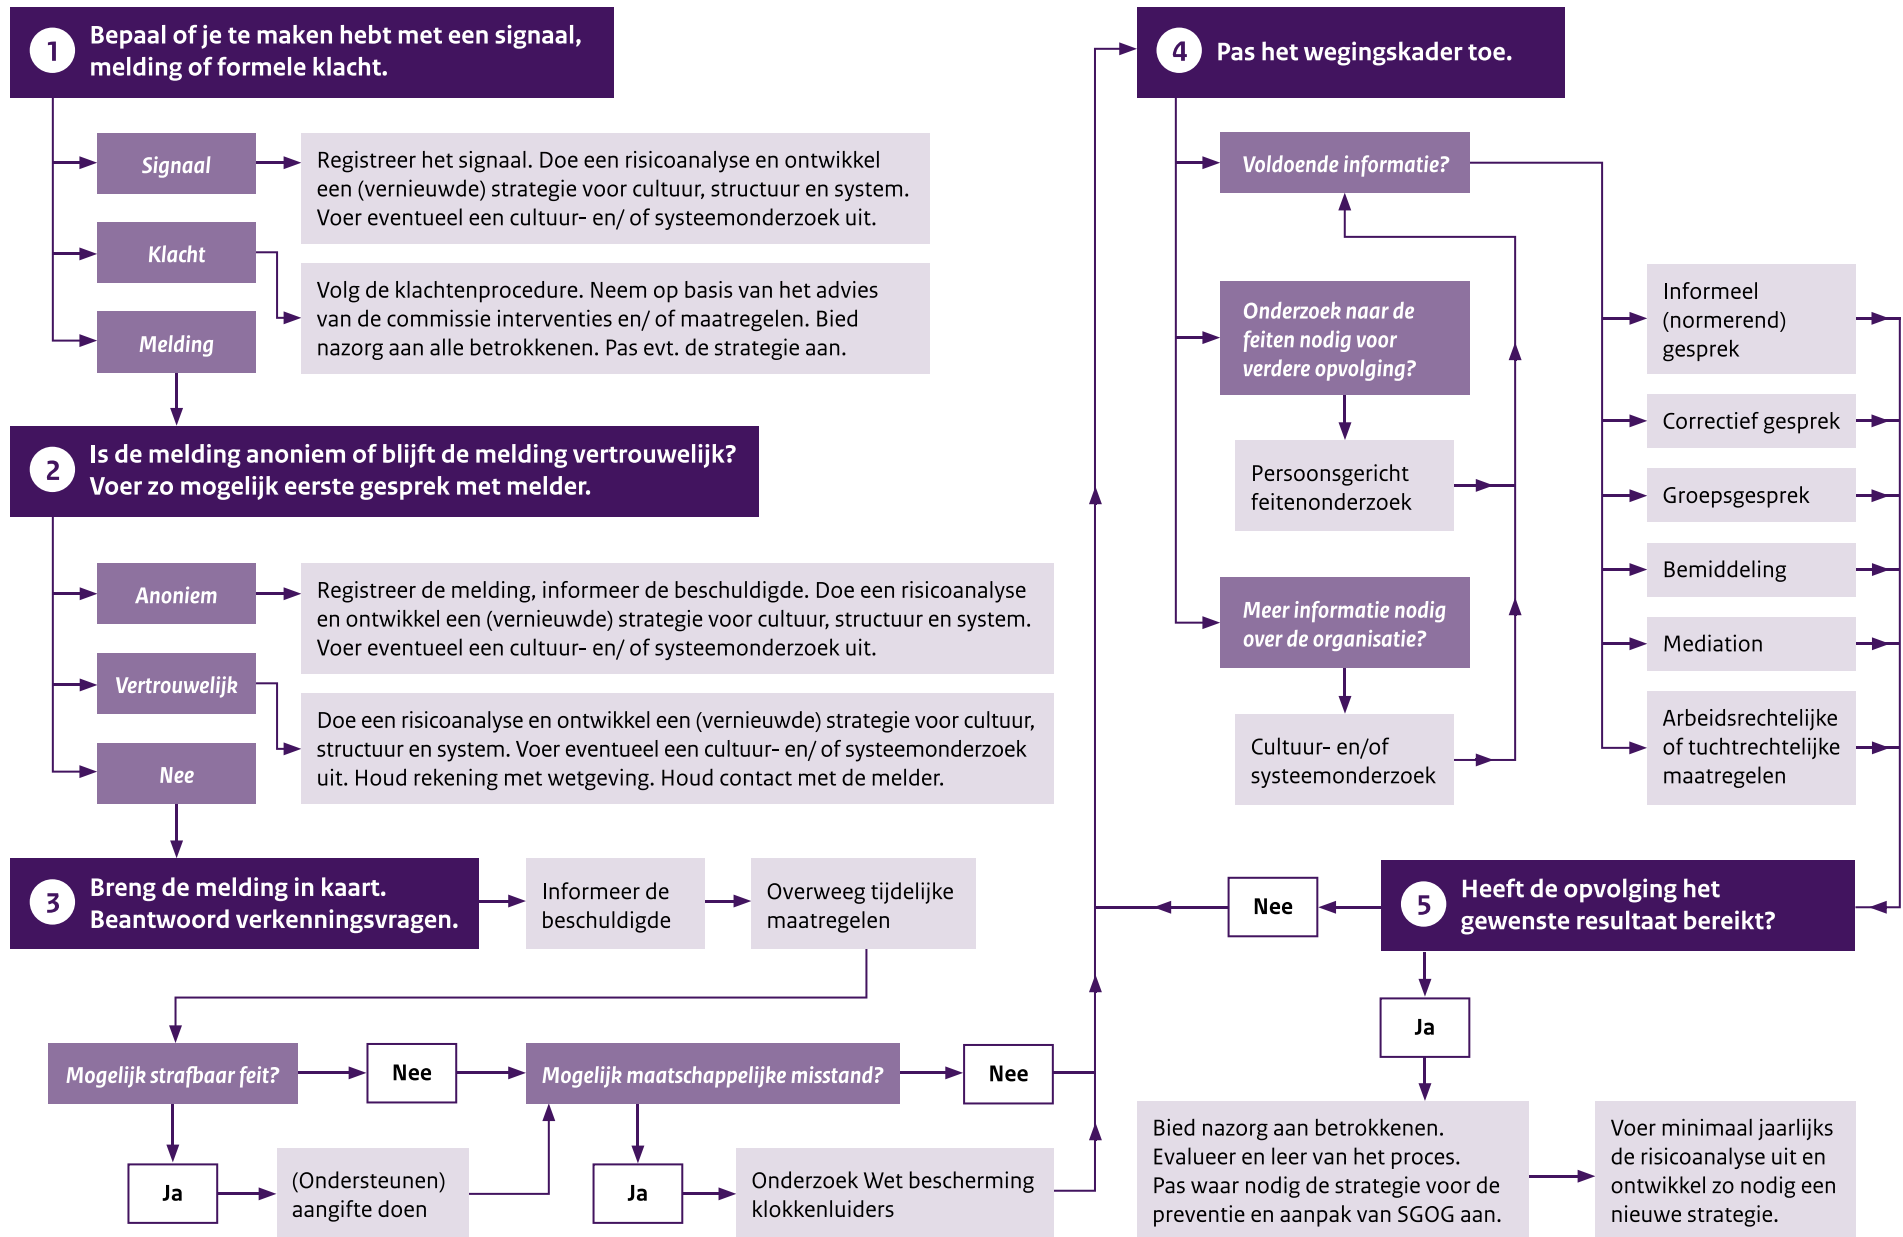 1
Bepaal of je te maken hebt met een signaal,
melding of formele klacht.
Signaal
Registreer het signaal. Doe een risicoanalyse en ontwikkel
een (vernieuwde) strategie voor cultuur, structuur en system.
Voer eventueel een cultuur- en/ of systeemonderzoek uit.
Klacht
Volg de klachtenprocedure. Neem op basis van het advies
van de commissie interventies en/ of maatregelen. Bied
nazorg aan alle betrokkenen. Pas evt. de strategie aan.
Melding
2
Is de melding anoniem of blijft de melding vertrouwelijk?
Voer zo mogelijk eerste gesprek met melder.
Anoniem
Registreer de melding, informeer de beschuldigde. Doe een risicoanalyse
en ontwikkel een (vernieuwde) strategie voor cultuur, structuur en system.
Voer eventueel een cultuur- en/ of systeemonderzoek uit.
Vertrouwelijk
Doe een risicoanalyse en ontwikkel een (vernieuwde) strategie voor cultuur,
structuur en system. Voer eventueel een cultuur- en/ of systeemonderzoek
uit. Houd rekening met wetgeving. Houd contact met de melder.
Nee
3
Breng de melding in kaart.
Beantwoord verkenningsvragen.
Informeer de
beschuldigde
Overweeg tijdelijke
maatregelen
Mogelijk strafbaar feit?
Nee
Mogelijk maatschappelijke misstand?
Nee
Ja
(Ondersteunen)
aangifte doen
Ja
Onderzoek Wet bescherming
klokkenluiders
4
Pas het wegingskader toe.
Voldoende informatie?
Onderzoek naar de
feiten nodig voor
verdere opvolging?
Persoonsgericht
feitenonderzoek
Meer informatie nodig
over de organisatie?
Cultuur- en/of
systeemonderzoek
Informeel
(normerend)
gesprek
Correctief gesprek
Groepsgesprek
Bemiddeling
Mediation
Arbeidsrechtelijke
of tuchtrechtelijke
maatregelen
5
Heeft de opvolging het
gewenste resultaat bereikt?
Nee
Ja
Bied nazorg aan betrokkenen.
Evalueer en leer van het proces.
Pas waar nodig de strategie voor de
preventie en aanpak van SGOG aan.
Voer minimaal jaarlijks
de risicoanalyse uit en
ontwikkel zo nodig een
nieuwe strategie.